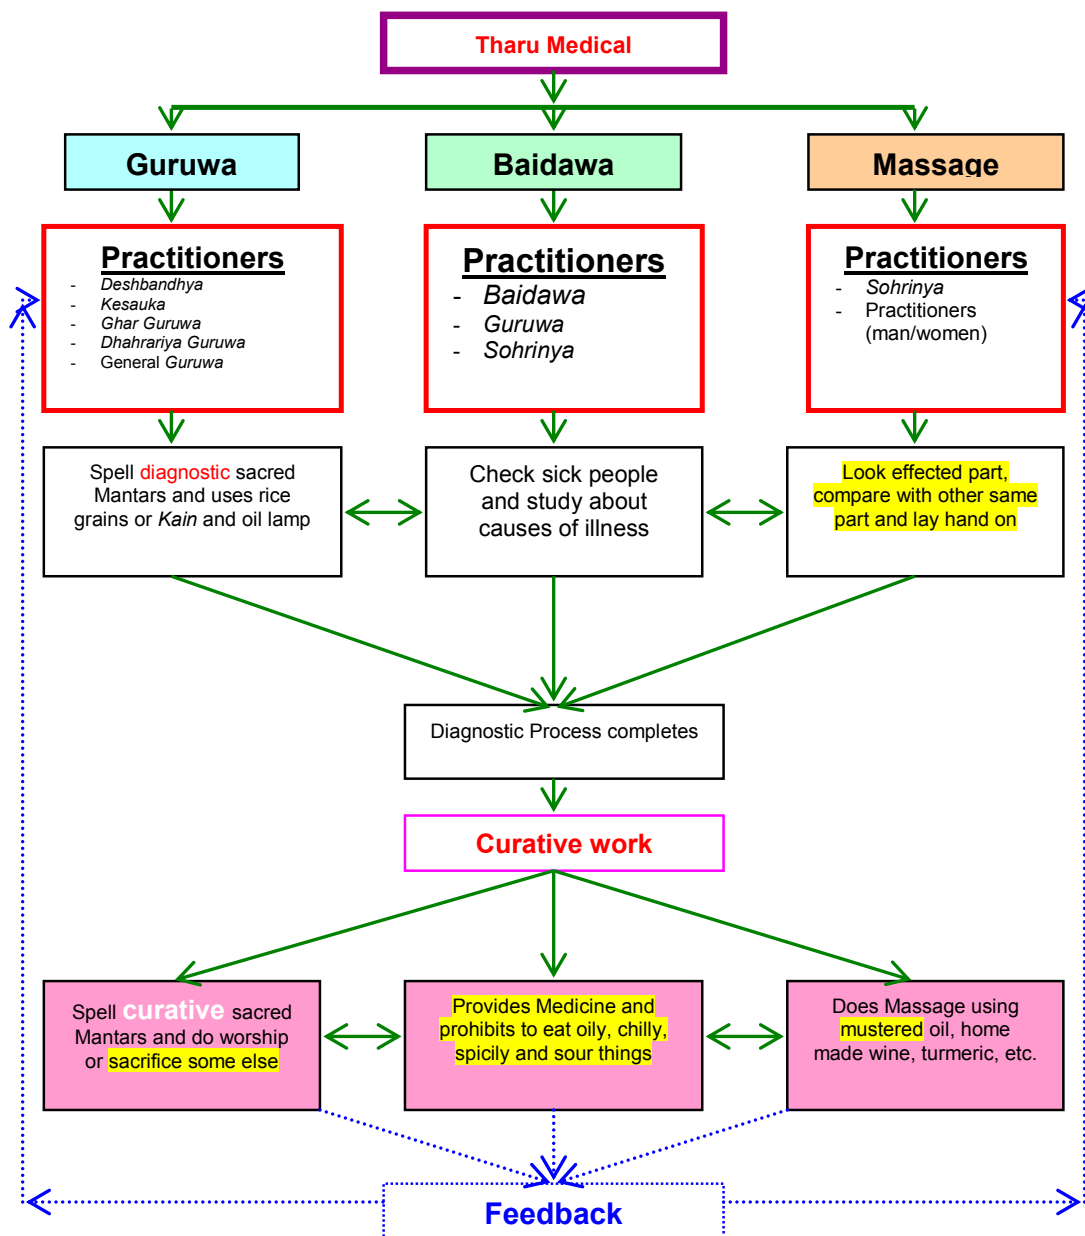 Tharu Medical
Guruwa
Baidawa
Massage
Practitioners
- Deshbandhya
- Kesauka
- Ghar Guruwa
- Dhahrariya Guruwa
- General Guruwa
Practitioners
- Baidawa
- Guruwa
- Sohrinya
Practitioners
- Sohrinya
- Practitioners
(man/women)
Spell diagnostic sacred
Mantars and uses rice
grains or Kain and oil lamp
Check sick people
and study about
causes of illness
Look effected part,
compare with other same
part and lay hand on
Diagnostic Process completes
Curative work
Spell curative sacred
Mantars and do worship
or sacrifice some else
Provides Medicine and
prohibits to eat oily, chilly,
spicily and sour things
Does Massage using
mustered oil, home
made wine, turmeric, etc.
Feedback